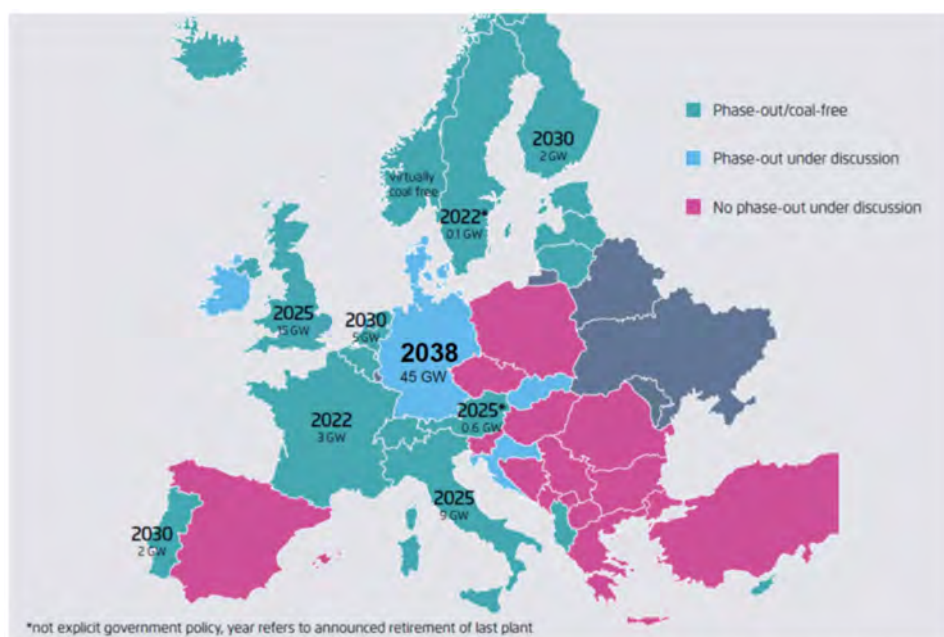 Phase-out/coal-free
Phase-out under discussion
No phase-out under discussion
2030
2 GW
Virtually
coal free
2022*
0.1 GW
2025
15 GW
2030
5 GW
2038
45 GW
2025*
0.6 GW
2022
3 GW
2025
9 GW
2030
2 GW
*not explicit government policy, year refers to announced retirement of last plant